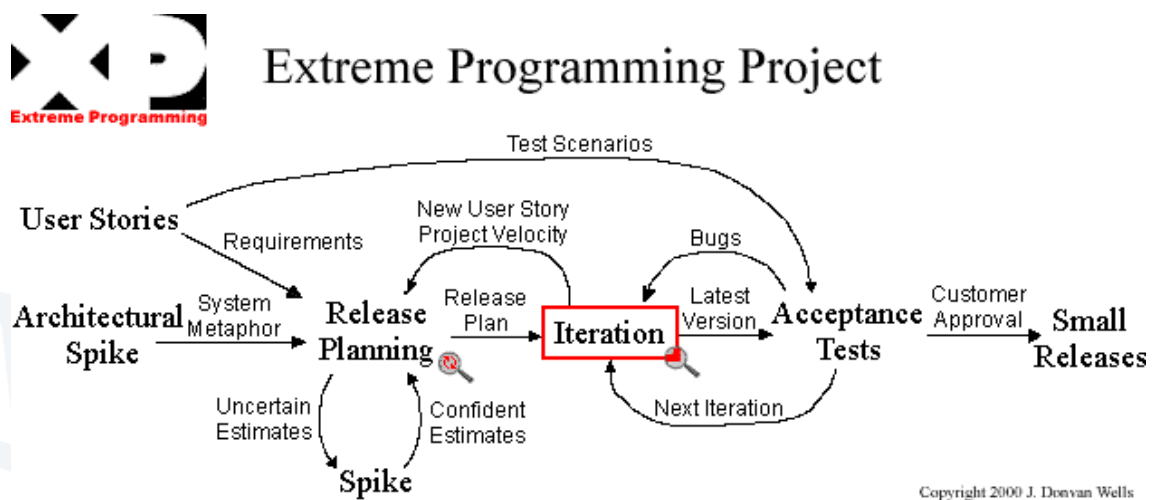 XP
Extreme Programming
Extreme Programming Project
Test Scenarios
User Stories
Requirements
New User Story
Project Velocity
Bugs
Architectural
Spike
System
Metaphor
Release
Planning
Release
Plan
Iteration
Latest
Version
Acceptance
Tests
Customer
Approval
Small
Releases
Uncertain
Estimates
Confident
Estimates
Next Iteration
Spike
Copyright 2000 J. Donvan Wells